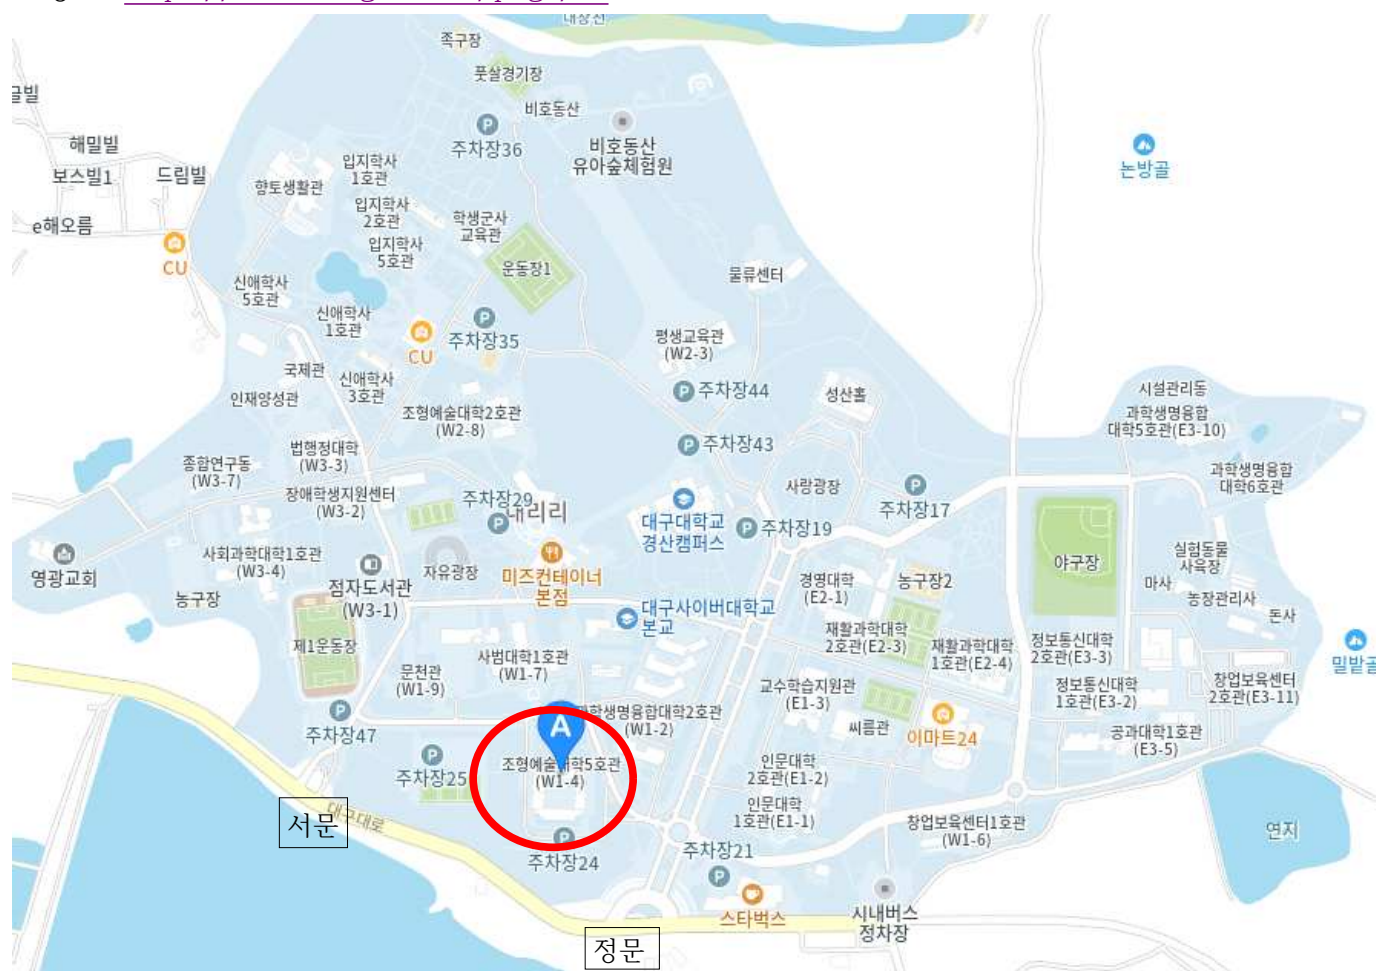 대창천
족구장
풋살경기장
비호동산
글빌
P
주차장36
비호동산
유아숲체험원
해밀빌
보스빌1
드림빌
e해오름
CU
논방골
입지학사
1호관
향토생활관
입지학사
2호관
학생군사
교육관
입지학사
5호관
운동장1
물류센터
신애학사
5호관
신애학사
1호관
P
주차장35
CU
평생교육관
(W2-3)
국제관
신애학사
3호관
인재양성관
P 주차장44
성산홀
시설관리동
조형예술대학2호관
(W2-8)
과학생명융합
대학5호관(E3-10)
P 주차장43
법행정대학
(W3-3)
종합연구동
(W3-7)
과학생명융합
대학6호관
장애학생지원센터
(W3-2)
주차장29
P
내리리
사랑광장
P
주차장17
대구대학교
경산캠퍼스
P 주차장19
영광교회
사회과학대학1호관
(W3-4)
점자도서관
(W3-1)
자유광장
미즈컨테이너
본점
경영대학
(E2-1)
농구장2
야구장
실험동물
사육장
마사
농장관리사
돈사
농구장
대구사이버대학교
본교
제1운동장
재활과학대학
2호관(E2-3)
재활과학대학
1호관(E2-4)
정보통신대학
2호관(E3-3)
밀밭골
문천관
(W1-9)
사범대학1호관
(W1-7)
교수학습지원관
(E1-3)
정보통신대학
1호관(E3-2)
창업보육센터
2호관(E3-11)
P
주차장47
A
과학생명융합대학2호관
(W1-2)
씨름관
이마트24
공과대학1호관
(E3-5)
P
주차장25
조형예술대학5호관
(W1-4)
인문대학
2호관(E1-2)
인문대학
1호관(E1-1)
서문
대구대로
P
주차장24
주차장21
P
창업보육센터1호관
(W1-6)
연지
스타벅스
시내버스
정차장
정문